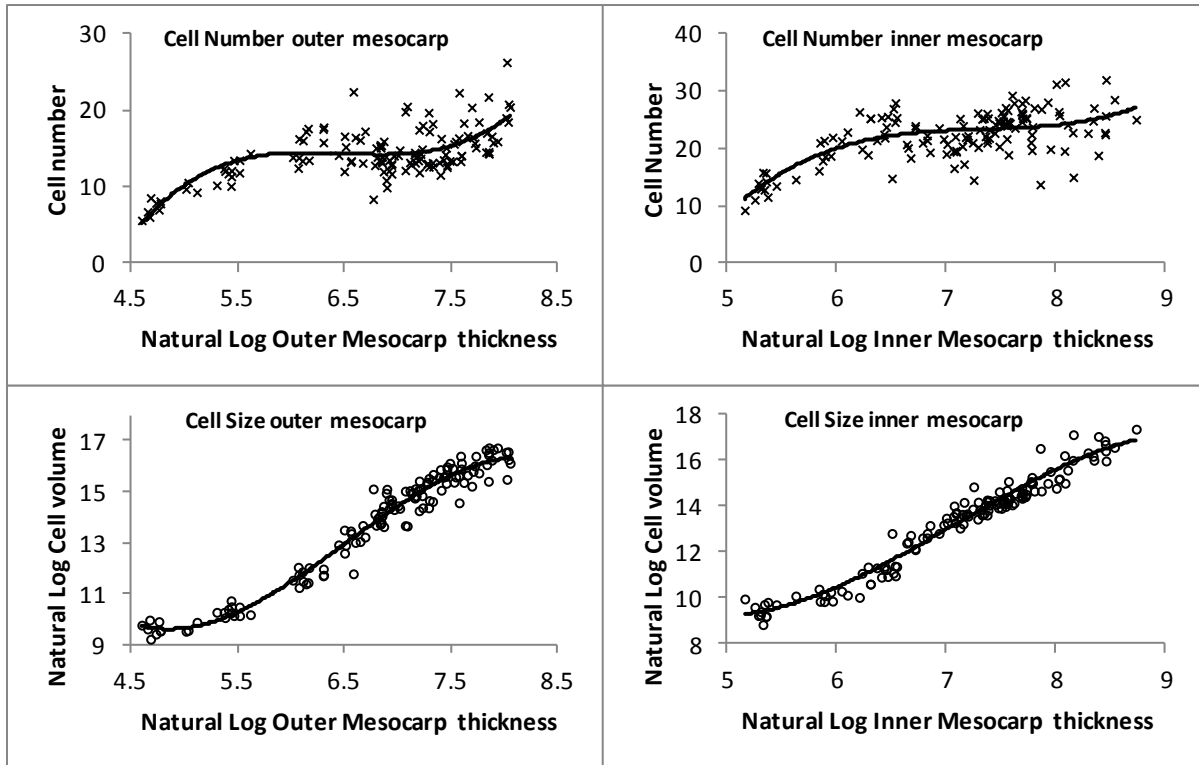 Cell Number outer mesocarp
Cell number
30
20
10
0
4.5 5.5 6.5 7.5 8.5
Natural Log Outer Mesocarp thickness
Cell Number inner mesocarp
Cell Number
40
30
20
10
0
5 6 7 8 9
Natural Log Inner Mesocarp thickness
Cell Size outer mesocarp
Natural Log Cell volume
17
15
13
11
9
4.5 5.5 6.5 7.5 8.5
Natural Log Outer Mesocarp thickness
Cell Size inner mesocarp
Natural Log Cell volume
18
16
14
12
10
8
5 6 7 8 9
Natural Log Inner Mesocarp thickness